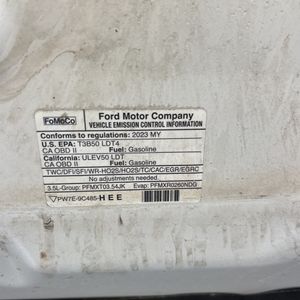 FoMoCo
Ford Motor Company
VEHICLE EMISSION CONTROL INFORMATION
Conforms to regulations: 2023 MY
U.S. EPA: T3B50 LDT4
CA OBD II Fuel: Gasoline
California: ULEV50 LDT
CA OBD II Fuel: Gasoline
TWC/DFI/SFI/WR-HO2S/HO2S/TC/CAC/EGR/EGRC
No adjustments needed.
3.5L-Group: PFMXT03.54JK Evap: PFMXR0260NDG
PW7E-9C485-HEE